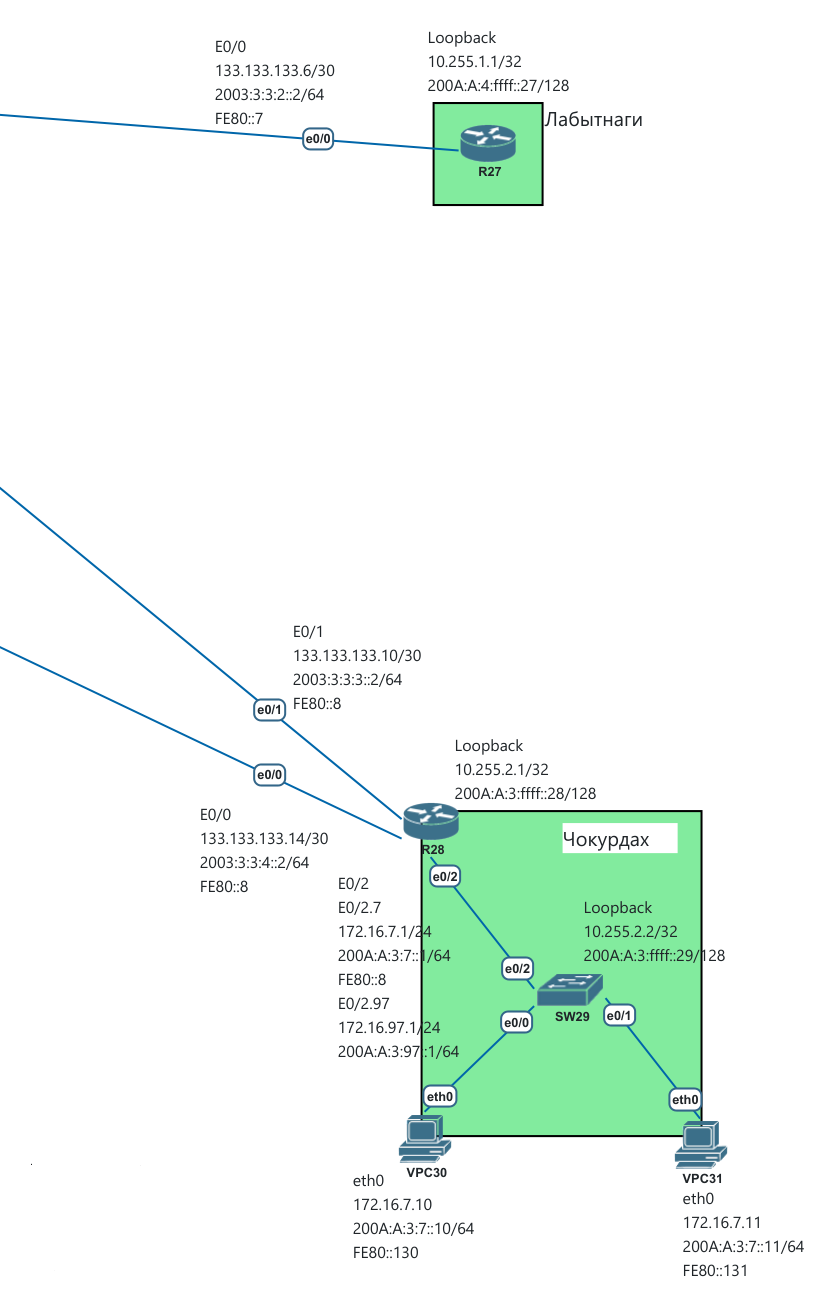 E0/0
133.133.133.6/30
2003:3:3:2::2/64
FE80::7
e0/0
Loopback
10.255.1.1/32
200A:A:4:ffff::27/128
Лабытнаги
R27
E0/1
133.133.133.10/30
2003:3:3:3::2/64
FE80::8
e0/1
e0/0
E0/0
133.133.133.14/30
2003:3:3:4::2/64
FE80::8
Loopback
10.255.2.1/32
200A:A:3:ffff::28/128
Чокурдах
R28
e0/2
E0/2
E0/2.7
172.16.7.1/24
200A:A:3:7::1/64
FE80::8
E0/2.97
172.16.97.1/24
200A:A:3:97::1/64
Loopback
10.255.2.2/32
200A:A:3:ffff::29/128
e0/2
SW29
e0/0
e0/1
eth0
eth0
VPC30
eth0
172.16.7.10
200A:A:3:7::10/64
FE80::130
VPC31
eth0
172.16.7.11
200A:A:3:7::11/64
FE80::131